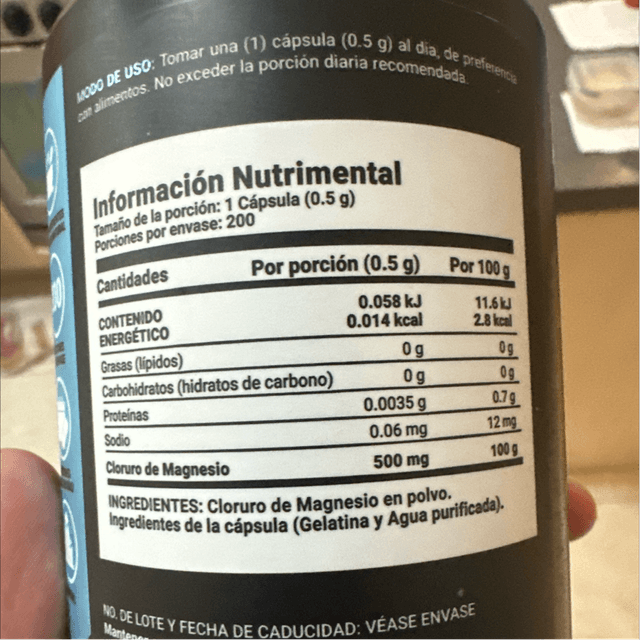 MODO DE USO: Tomar una (1) cápsula (0.5 g) al dia, de preferencia
con alimentos. No exceder la porción diaria recomendada.
Información Nutrimental
Tamaño de la porción: 1 Cápsula (0.5 g)
Porciones por envase: 200
Cantidades Por porción (0.5 g) Por 100 g
CONTENIDO ENERGÉTICO 0.058 kJ 11.6 kJ
0.014 kcal 2.8 kcal
Grasas (lípidos) 0 g 0 g
Carbohidratos (hidratos de carbono) 0 g 0 g
Proteínas 0.0035 g 0.7 g
Sodio 0.06 mg 12 mg
Cloruro de Magnesio 500 mg 100 g
INGREDIENTES: Cloruro de Magnesio en polvo.
Ingredientes de la cápsula (Gelatina y Agua purificada).
NO. DE LOTE Y FECHA DE CADUCIDAD: VÉASE ENVASE